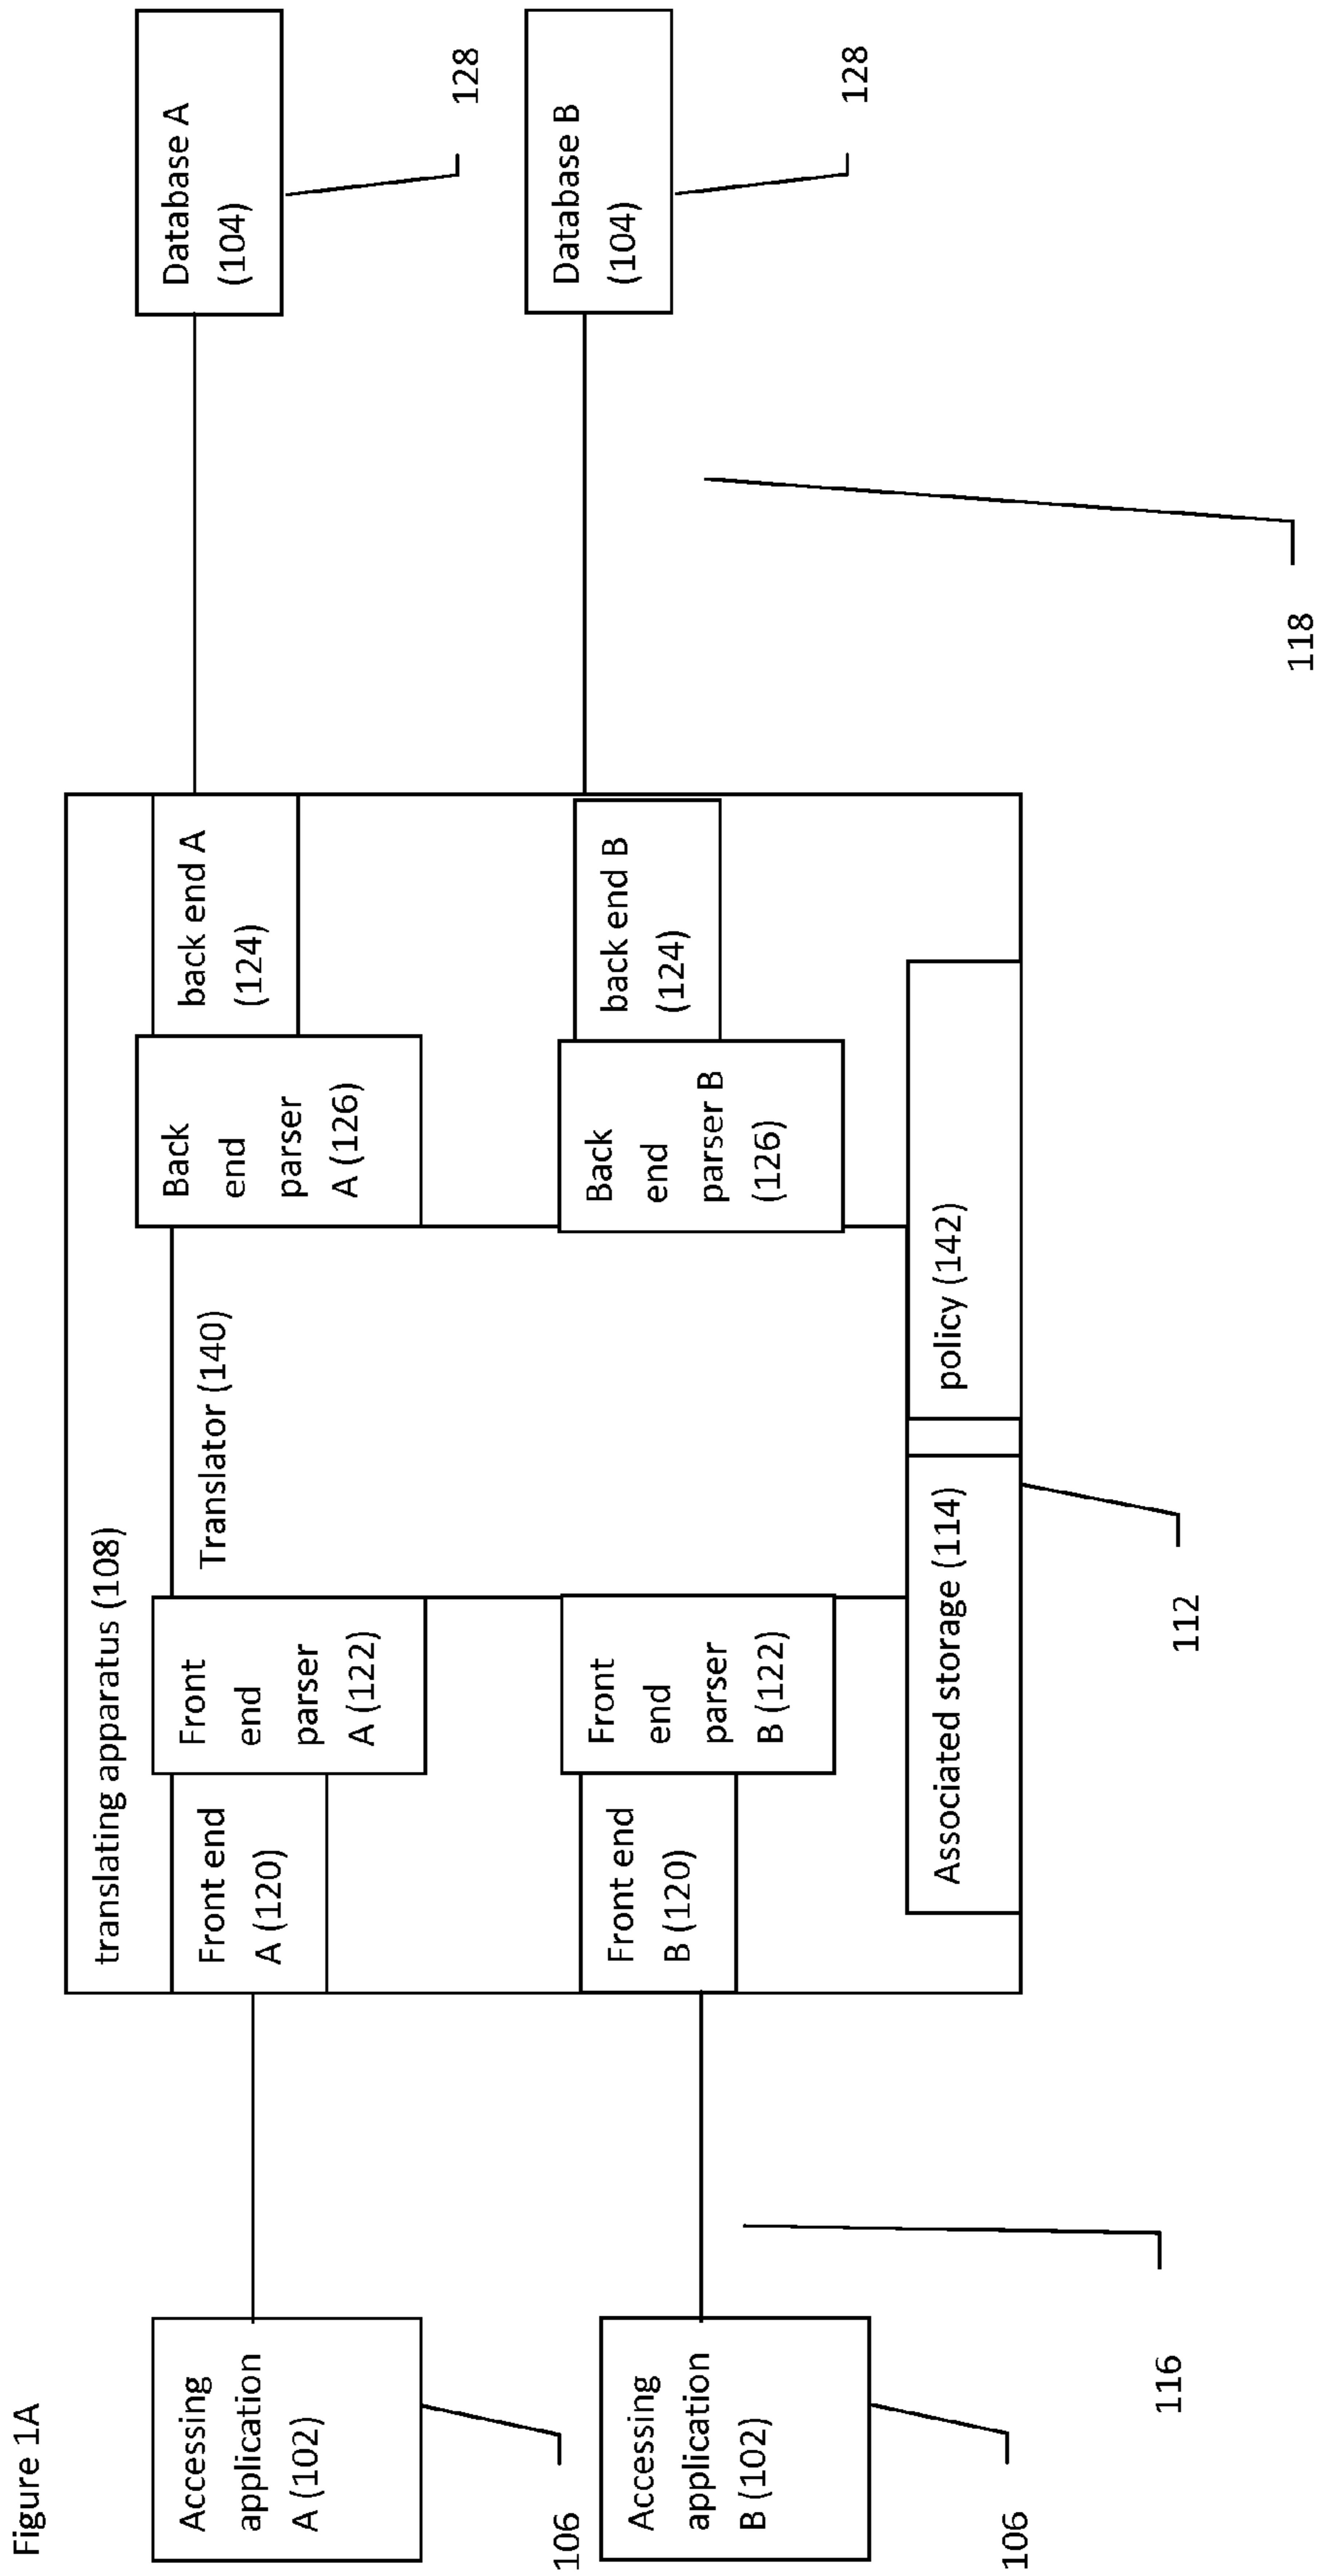 Figure 1A
translating apparatus (108)
Accessing
application
A (102)
106
Front end
A (120)
Front
end
parser
A (122)
Translator (140)
Back
end
parser
A (126)
back end A
(124)
Database A
(104)
128
Accessing
application
B (102)
106
116
Front end
B (120)
Front
end
parser
B (122)
Back
end
parser B
(126)
back end B
(124)
Database B
(104)
128
118
Associated storage (114)
policy (142)
112